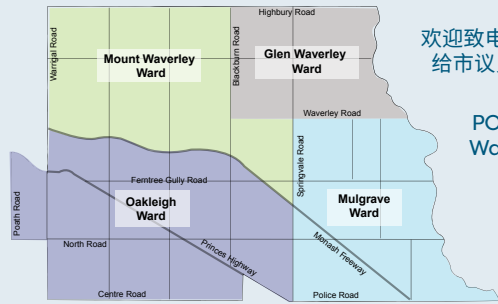 Highbury Road
Warrigal Road
Mount Waverley
Ward
Blackburn Road
Glen Waverley
Ward
Waverley Road
Springvale Road
Ferntree Gully Road
Poath Road
Oakleigh
Ward
Mulgrave
Ward
North Road
Princes Highway
Monash Freeway
Centre Road
Police Road
欢迎致电
给市议
PO
Wa